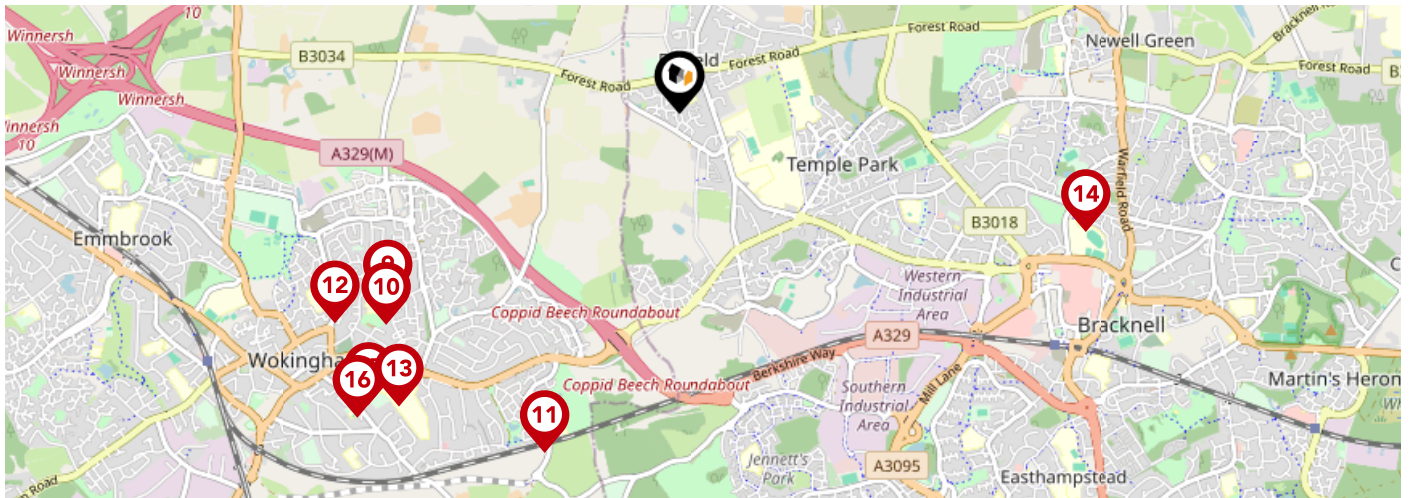 Winnersh
10
Winnersh
Winnersh
Winnersh
10
B3034
Forest Road
Forest Road
Forest Road
Newell Green
Forest Road
A329(M)
Temple Park
Warfield Road
14
B3018
Emmbrook
12
10
Coppid Beech Roundabout
Western
Industrial
Area
Bracknell
A329
Berkshire Way
16
13
Coppid Beech Roundabout
Mill Lane
Southern
Industrial
Area
Martin's Heron
11
Jennett's
Park
A3095
Easthampstead
Road